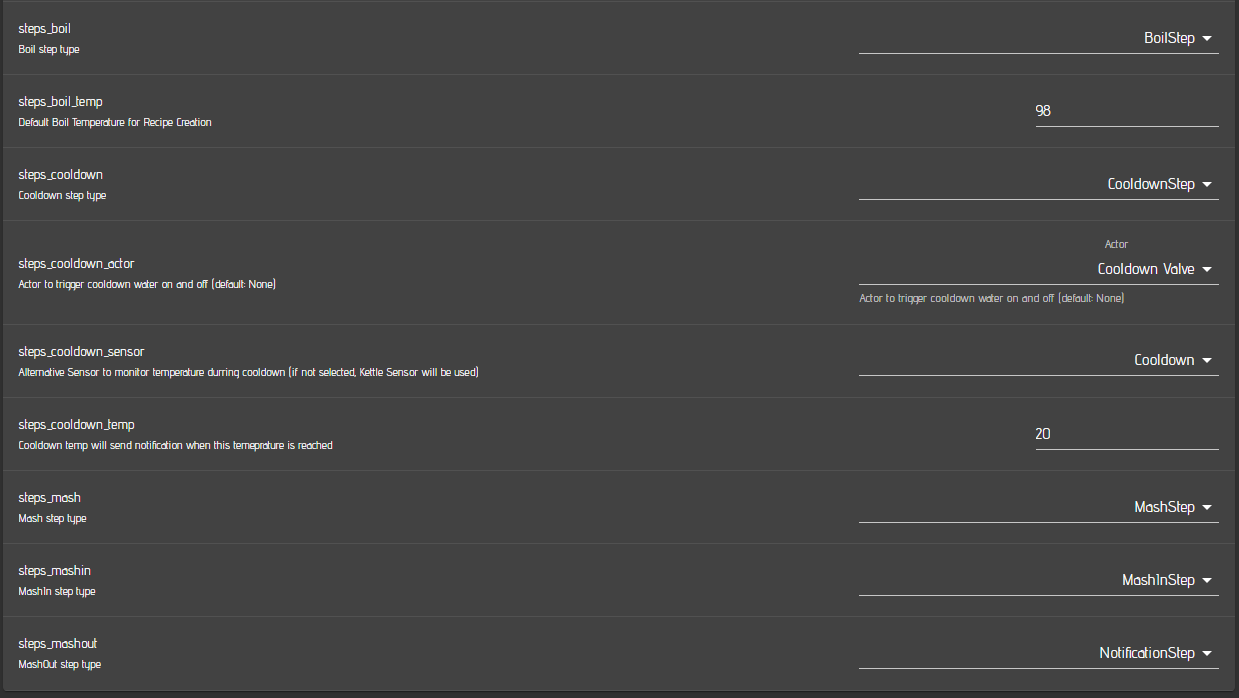 steps_boil
Boil step type
BoilStep
steps_boil_temp
Default Boil Temperature for Recipe Creation
98
steps_cooldown
Cooldown step type
CooldownStep
steps_cooldown_actor
Actor to trigger cooldown water on and off (default: None)
Actor
Cooldown Valve
Actor to trigger cooldown water on and off (default: None)
steps_cooldown_sensor
Alternative Sensor to monitor temperature durring cooldown (if not selected, Kettle Sensor will be used)
Cooldown
steps_cooldown_temp
Cooldown temp will send notification when this temeprature is reached
20
steps_mash
Mash step type
MashStep
steps_mashin
MashIn step type
MashInStep
steps_mashout
MashOut step type
NotificationStep